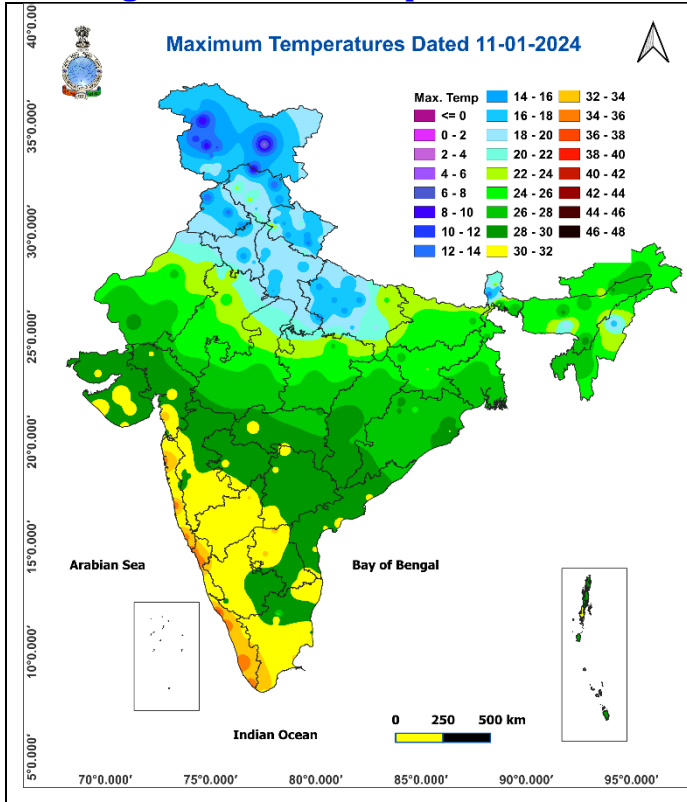 Maximum Temperatures Dated 11-01-2024
Max. Temp
<= 0
0 - 2
2 - 4
4 - 6
6 - 8
8 - 10
10 - 12
12 - 14
14 - 16
16 - 18
18 - 20
20 - 22
22 - 24
24 - 26
26 - 28
28 - 30
30 - 32
32 - 34
34 - 36
36 - 38
38 - 40
40 - 42
42 - 44
44 - 46
46 - 48
40°0.000'
35°0.000'
30°0.000'
25°0.000'
20°0.000'
15°0.000'
10°0.000'
5°0.000'
Arabian Sea
Bay of Bengal
Indian Ocean
0 250 500 km
70°0.000' 75°0.000' 80°0.000' 85°0.000' 90°0.000' 95°0.000'